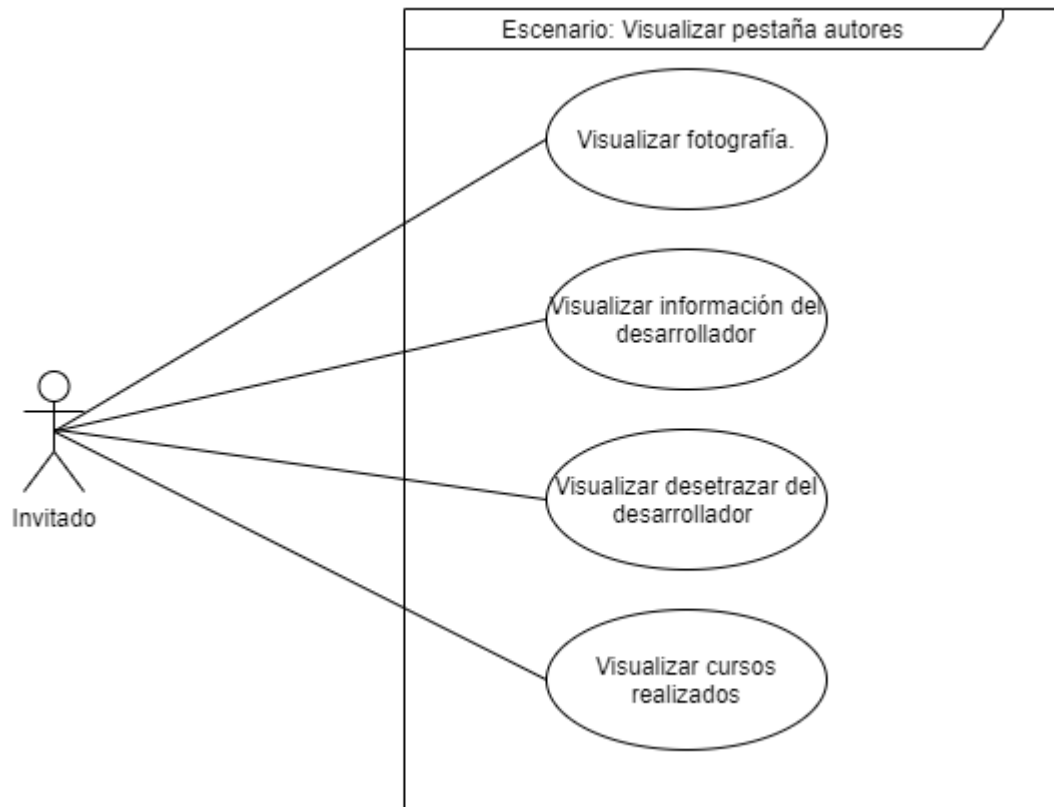 Escenario: Visualizar pestaña autores
Visualizar fotografía.
Visualizar información del
desarrollador
Visualizar desetrazar del
desarrollador
Invitado
Visualizar cursos
realizados